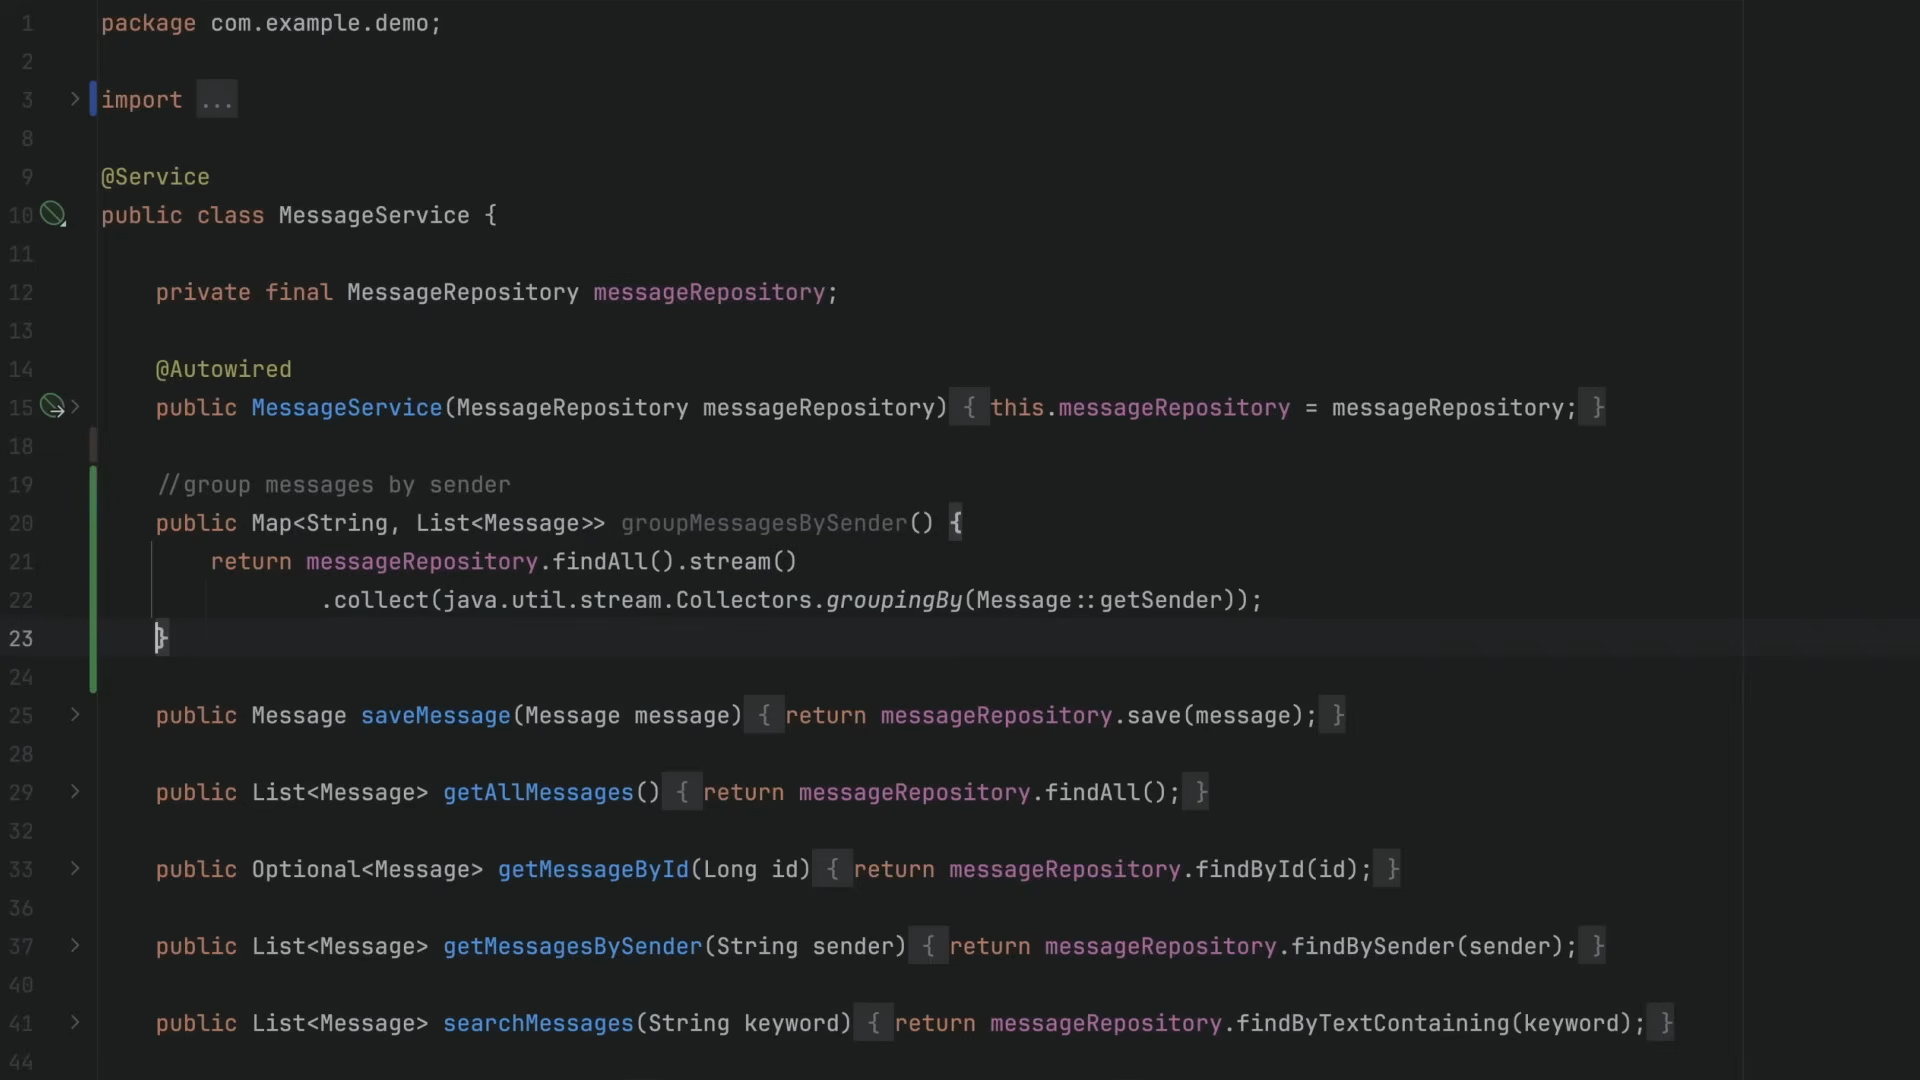 1 package com.example.demo;
2
3 import ...
8
9 @Service
10 public class MessageService {
11
12 private final MessageRepository messageRepository;
13
14 @Autowired
15 public MessageService(MessageRepository messageRepository) { this.messageRepository = messageRepository; }
18
19 //group messages by sender
20 public Map<String, List<Message>> groupMessagesBySender() {
21 return messageRepository.findAll().stream()
22 .collect(java.util.stream.Collectors.groupingBy(Message::getSender));
23 }
24
25 public Message saveMessage(Message message) { return messageRepository.save(message); }
28
29 public List<Message> getAllMessages() { return messageRepository.findAll(); }
32
33 public Optional<Message> getMessageById(Long id) { return messageRepository.findById(id); }
36
37 public List<Message> getMessagesBySender(String sender) { return messageRepository.findBySender(sender); }
40
41 public List<Message> searchMessages(String keyword) { return messageRepository.findByTextContaining(keyword); }
44